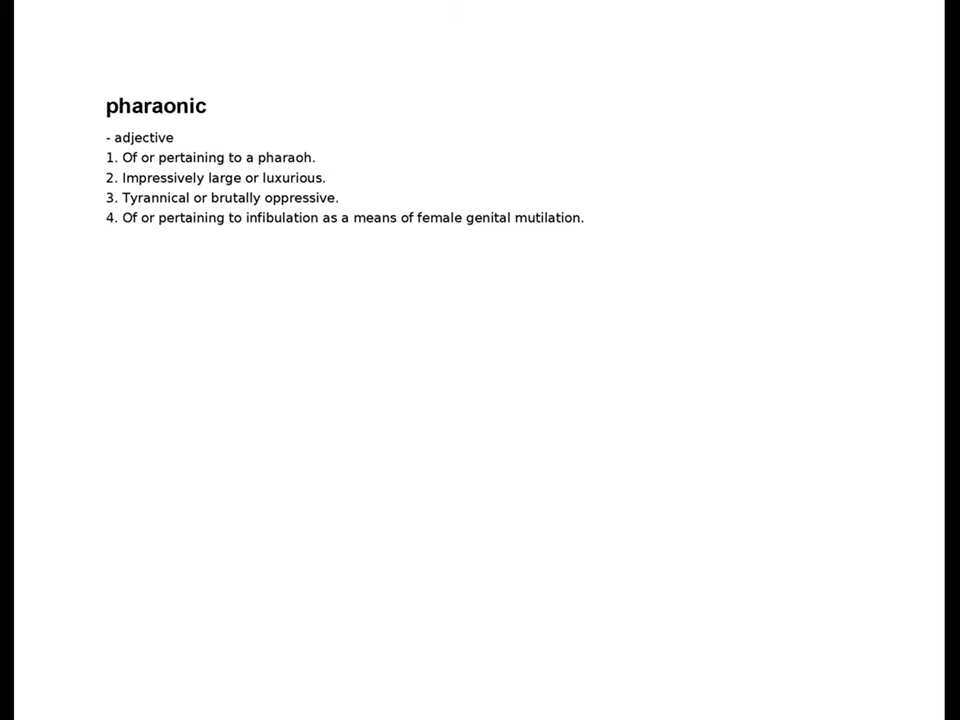 pharaonic
- adjective
1. Of or pertaining to a pharaoh.
2. Impressively large or luxurious.
3. Tyrannical or brutally oppressive.
4. Of or pertaining to infibulation as a means of female genital mutilation.